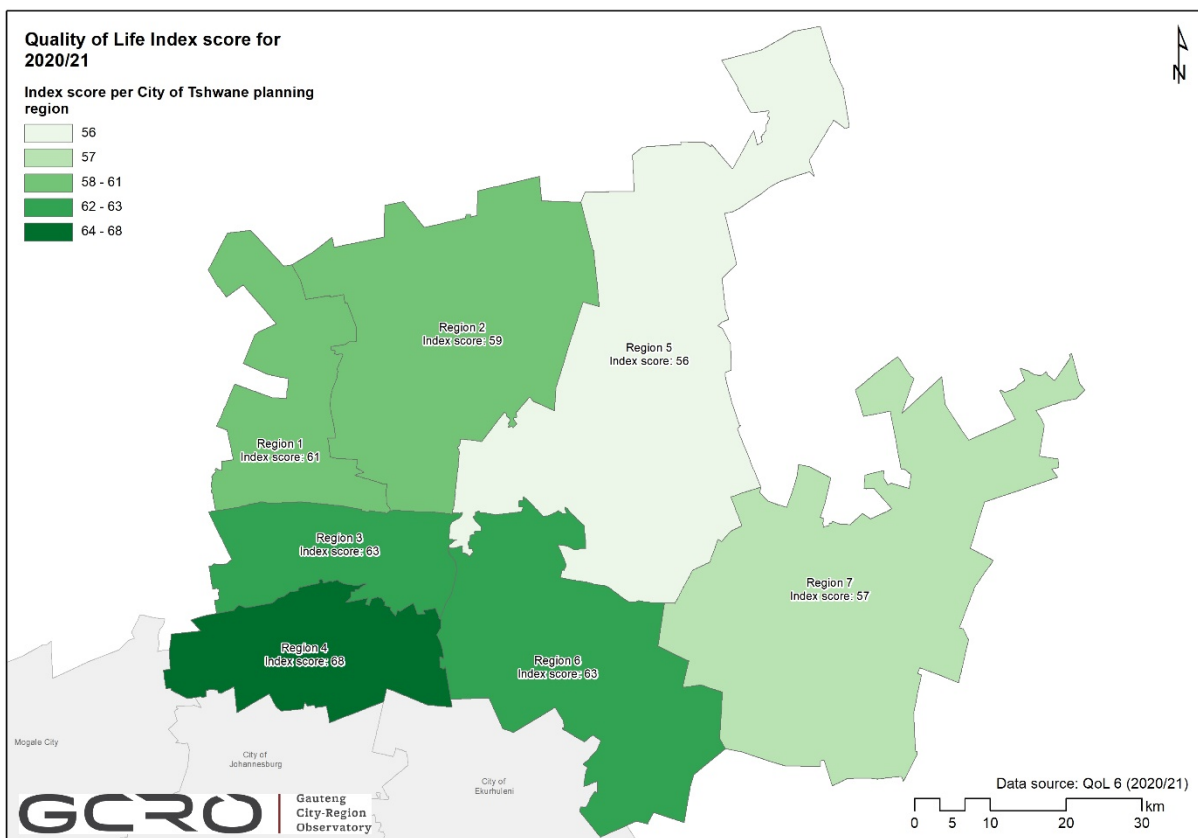 Quality of Life Index score for
2020/21
Index score per City of Tshwane planning
region
56
57
58 - 61
62 - 63
64 - 68
N
Region 2
Index score: 59
Region 5
Index score: 56
Region 1
Index score: 61
Region 3
Index score: 63
Region 7
Index score: 57
Region 4
Index score: 68
Region 6
Index score: 63
Mogale City
City of
Johannesburg
City of
Ekurhuleni
Data source: QoL 6 (2020/21)
km
0 5 10 20 30
GCRO
Gauteng
City-Region
Observatory